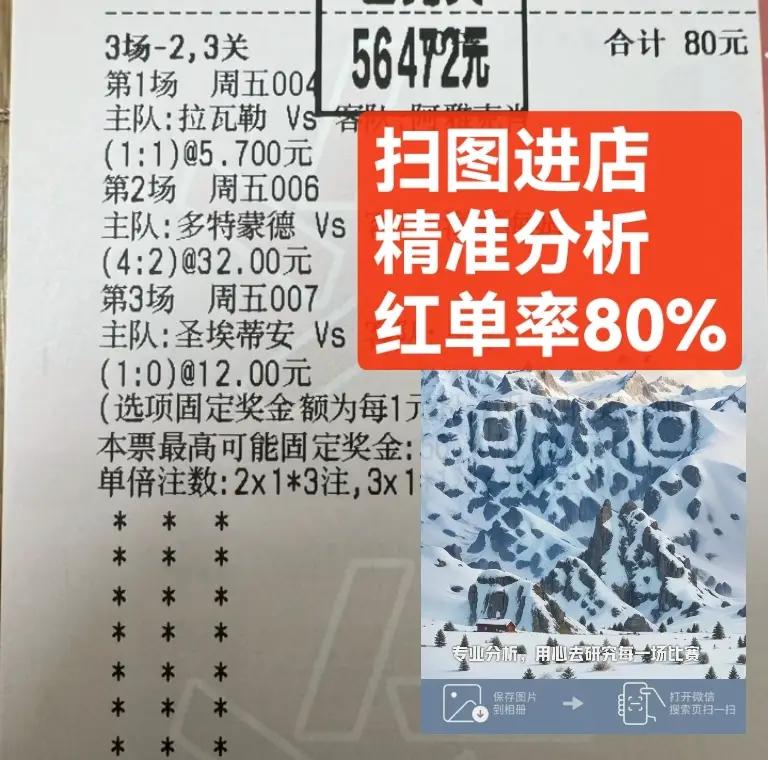 56472元
3场-2,3关
合计 80元
第1场 周五004
主队:拉瓦勒 Vs 客队:阿雅克肖
(1:1)@5.700元
第2场 周五006
主队:多特蒙德 Vs
(4:2)@32.00元
第3场 周五007
主队:圣埃蒂安 Vs
(1:0)@12.00元
(选项固定奖金额为每1元
本票最高可能固定奖金:
单倍注数:2x1*3注,3x1
* * *
* * *
* * *
* * *
* * *
* * *
* * *
扫图进店
精准分析
红单率80%
专业分析,用心去研究每一场比赛
保存图片
到相册
打开微信
搜索页扫一扫